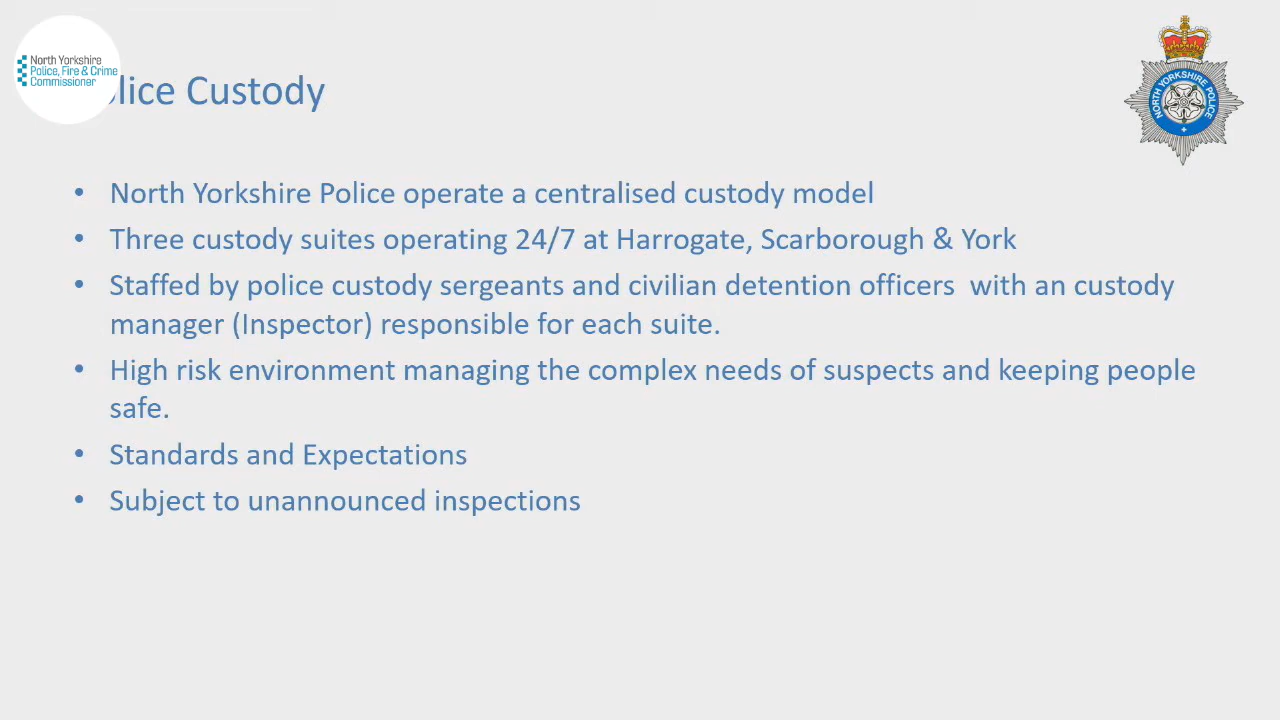 North Yorkshire
Police, Fire & Crime
Commissioner
lice Custody
NORTH YORKSHIRE POLICE
• North Yorkshire Police operate a centralised custody model
• Three custody suites operating 24/7 at Harrogate, Scarborough & York
• Staffed by police custody sergeants and civilian detention officers  with an custody
manager (Inspector) responsible for each suite.
• High risk environment managing the complex needs of suspects and keeping people
safe.
• Standards and Expectations
• Subject to unannounced inspections